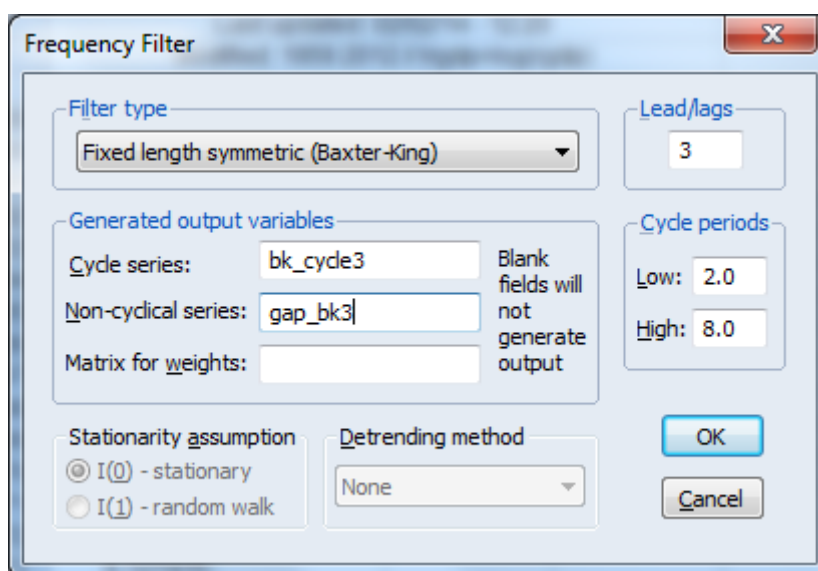 Frequency Filter
x
Filter type
Fixed length symmetric (Baxter-King)
Lead/lags
3
Generated output variables
Cycle series:
bk_cycle3
Non-cyclical series:
gap_bk3
Matrix for weights:
Blank
fields will
not
generate
output
Cycle periods
Low:
2.0
High:
8.0
Stationarity assumption
I(0) - stationary
I(1) - random walk
Detrending method
None
OK
Cancel